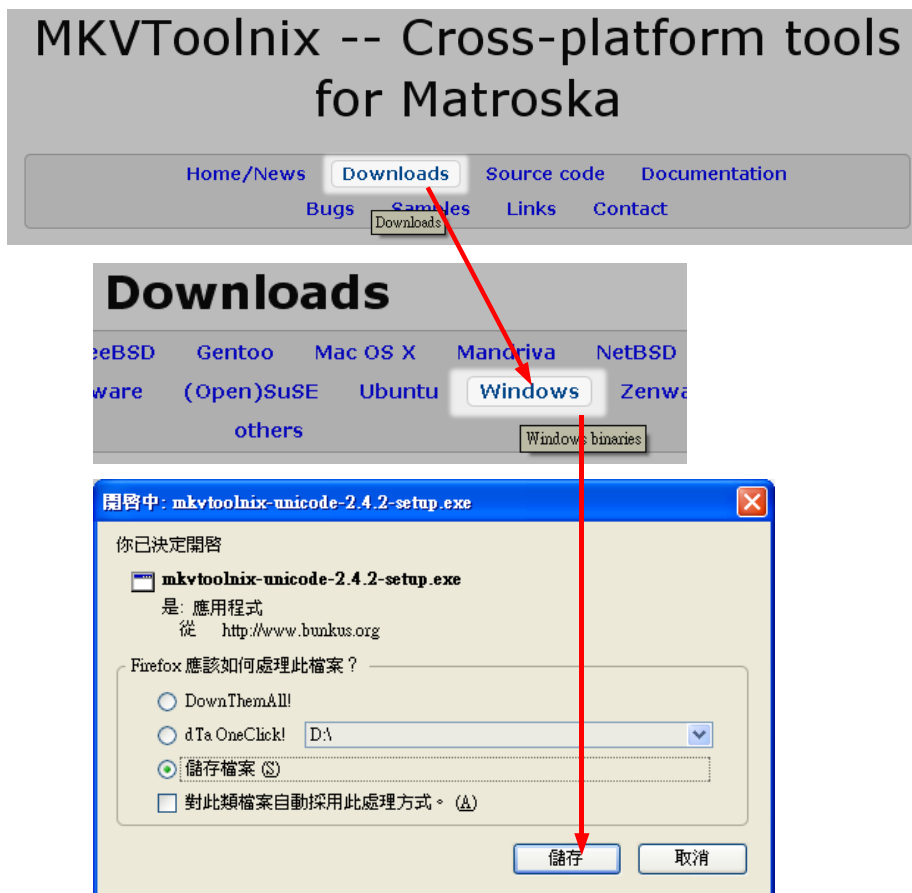 MKVToolnix -- Cross-platform tools
for Matroska
Home/News Downloads Source code Documentation
Bugs Samples Links Contact
Downloads
Downloads
eeBSD Gentoo Mac OS X Mandriva NetBSD
ware (Open)SuSE Ubuntu Windows Zenwa
others
Windows binaries
開啓中: mkvtoolnix-unicode-2.4.2-setup.exe
你已決定開啓
mkvtoolnix-unicode-2.4.2-setup.exe
是: 應用程式
從 http://www.bunkus.org
Firefox 應該如何處理此檔案？
DownThemAll!
dTa OneClick! D:\
儲存檔案 (S)
對此類檔案自動採用此處理方式。 (A)
儲存 取消